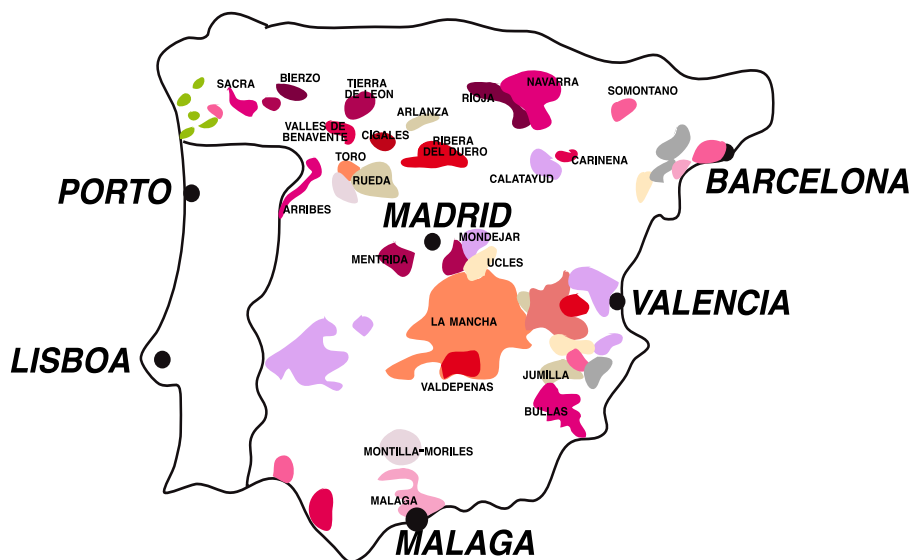 SACRA
BIERZO
TIERRA
DE LEON
NAVARRA
RIOJA
SOMONTANO
ARLANZA
VALLES DE
BENAVENTE
CIGALES
RIBERA
DEL DUERO
TORO
RUEDA
CARINENA
CALATAYUD
BARCELONA
PORTO
ARRIBES
MADRID
MONDEJAR
MENTRIDA
UCLES
VALENCIA
LA MANCHA
LISBOA
VALDEPENAS
JUMILLA
BULLAS
MONTILLA-MORILES
MALAGA
MALAGA